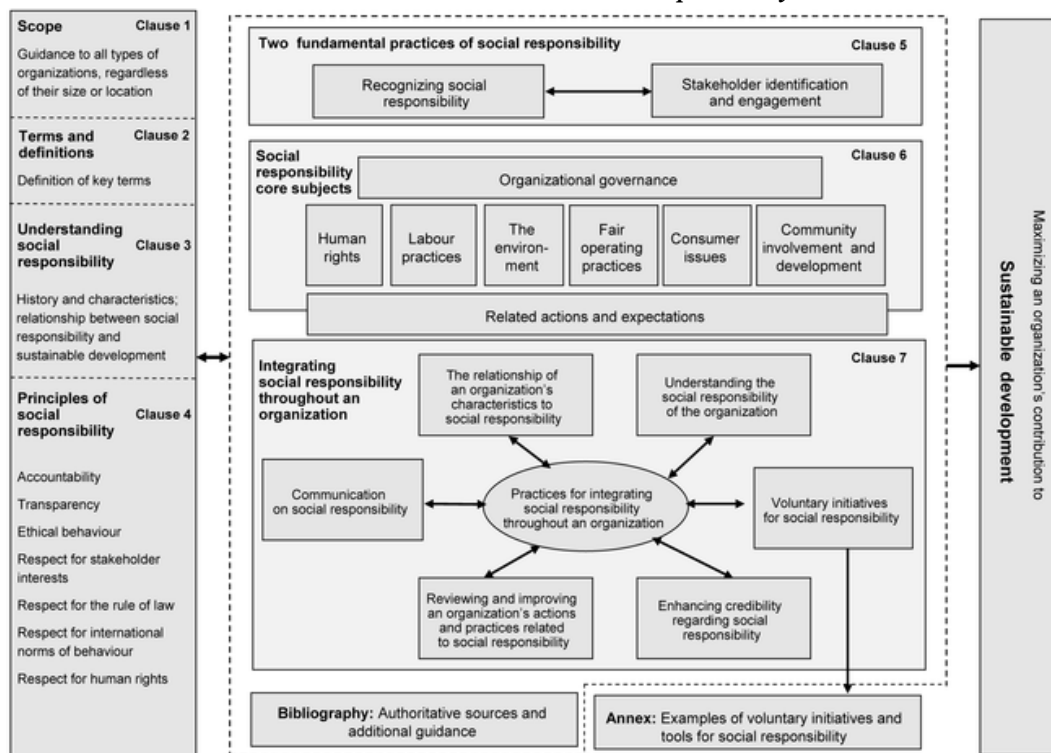 Scope Clause 1
Guidance to all types of
organizations, regardless
of their size or location
Terms and Clause 2
definitions
Definition of key terms
Understanding
social Clause 3
responsibility
History and characteristics;
relationship between social
responsibility and
sustainable development
Principles of
social Clause 4
responsibility
Accountability
Transparency
Ethical behaviour
Respect for stakeholder
interests
Respect for the rule of law
Respect for international
norms of behaviour
Respect for human rights
Two fundamental practices of social responsibility Clause 5
Recognizing social
responsibility
Stakeholder identification
and engagement
Social
responsibility
core subjects
Clause 6
Organizational governance
Human
rights
Labour
practices
The
environ-
ment
Fair
operating
practices
Consumer
issues
Community
involvement and
development
Related actions and expectations
Integrating
social responsibility
throughout an
organization
Clause 7
The relationship of
an organization's
characteristics to
social responsibility
Understanding the
social responsibility
of the organization
Communication
on social responsibility
Practices for integrating
social responsibility
throughout an organization
Voluntary initiatives
for social responsibility
Reviewing and improving
an organization's actions
and practices related
to social responsibility
Enhancing credibility
regarding social
responsibility
Bibliography: Authoritative sources and
additional guidance
Annex: Examples of voluntary initiatives and
tools for social responsibility
Maximizing an organization's contribution to
Sustainable development